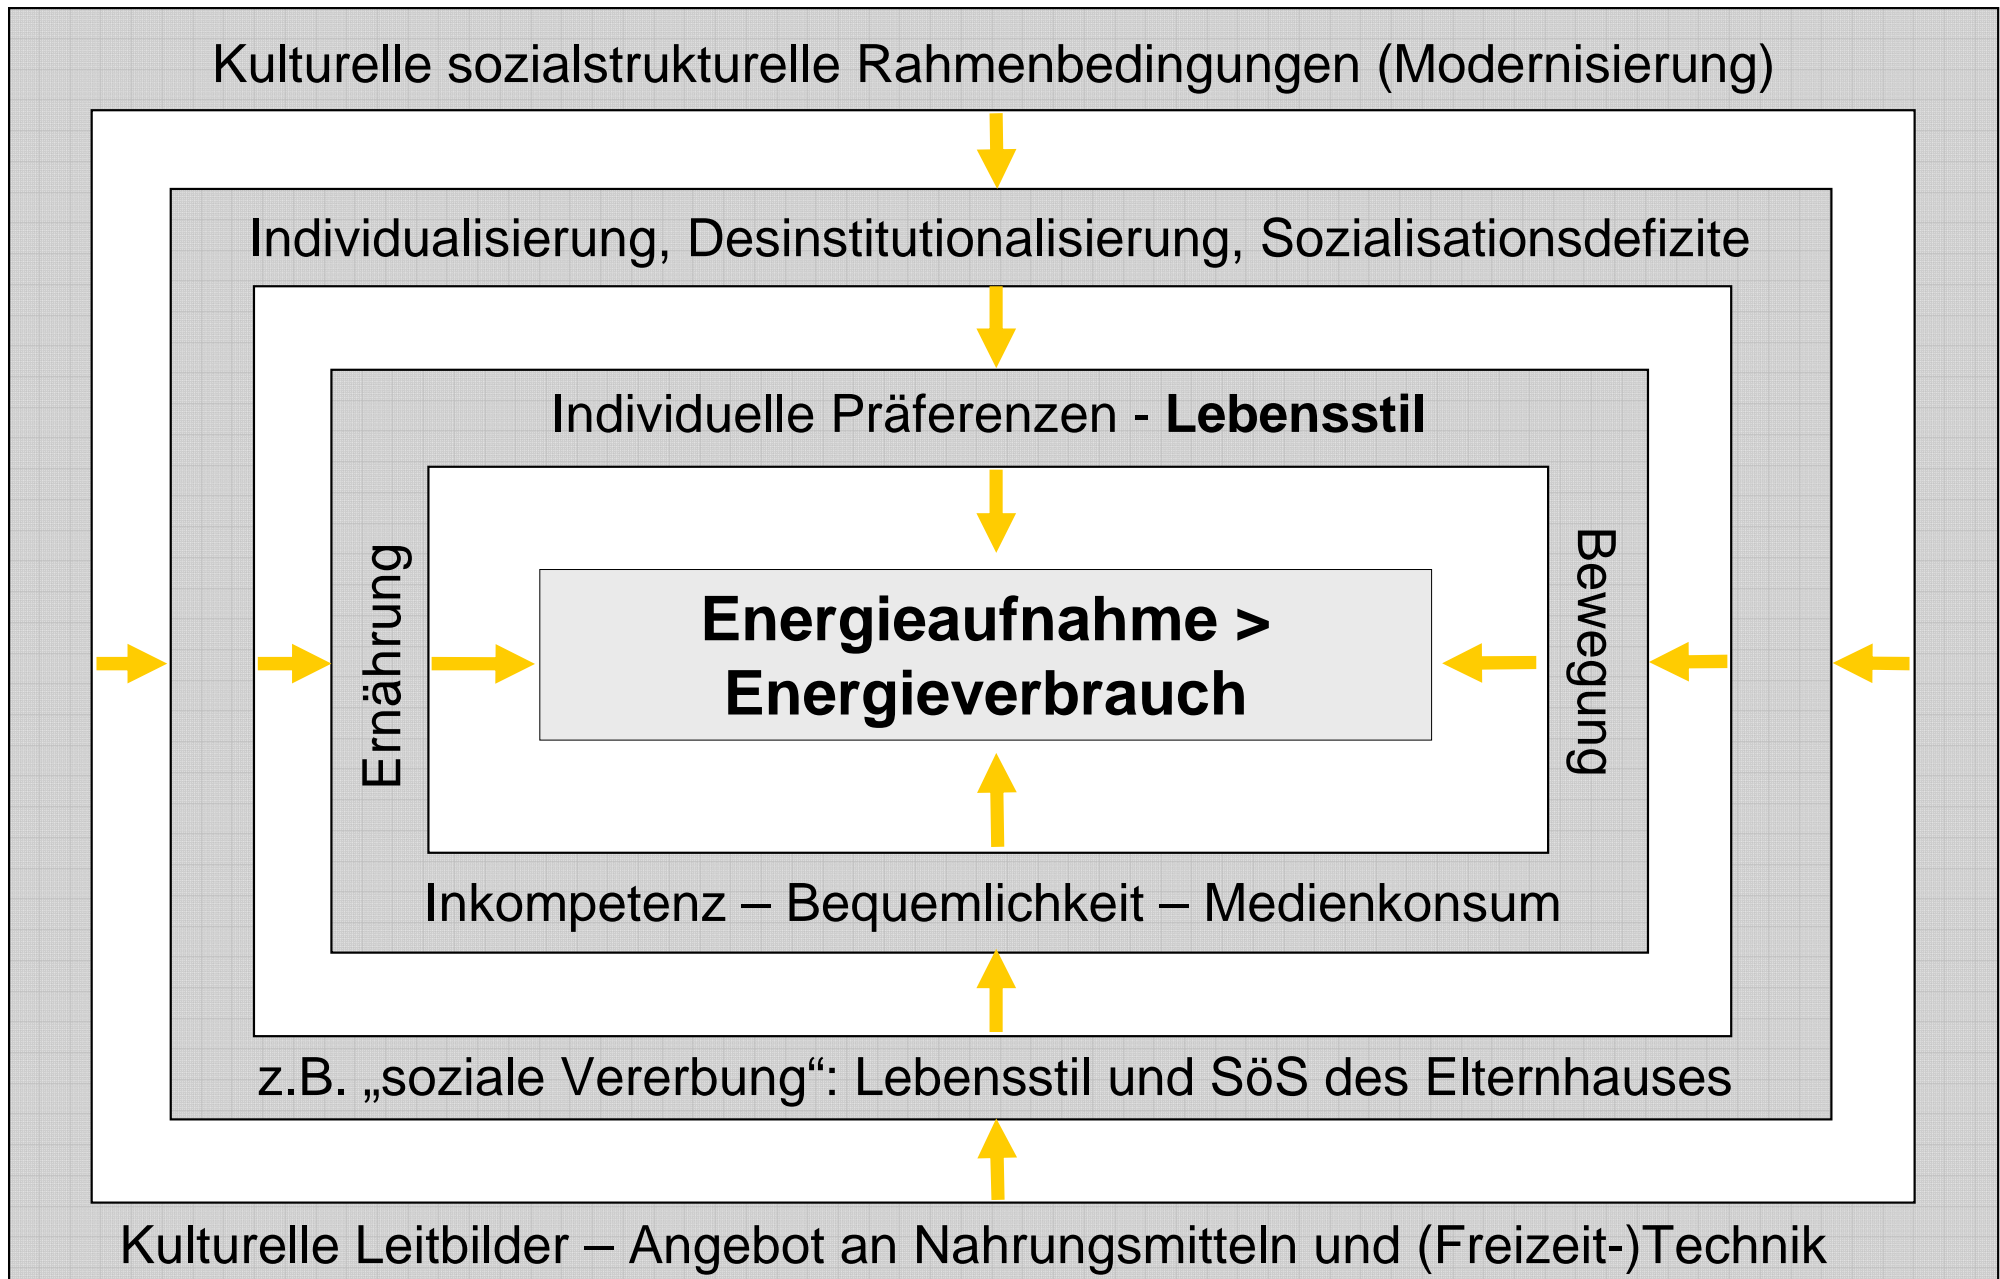 Kulturelle sozialstrukturelle Rahmenbedingungen (Modernisierung)
Individualisierung, Desinstitutionalisierung, Sozialisationsdefizite
Individuelle Präferenzen - Lebensstil
Ernährung
Energieaufnahme >
Energieverbrauch
Bewegung
Inkompetenz – Bequemlichkeit – Medienkonsum
z.B. „soziale Vererbung“: Lebensstil und SöS des Elternhauses
Kulturelle Leitbilder – Angebot an Nahrungsmitteln und (Freizeit-)Technik